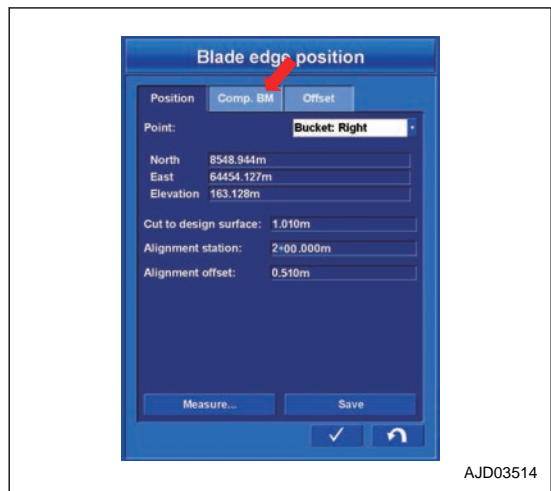 Blade edge position
Position Comp. BM Offset
Point: Bucket: Right
North 8548.944m
East 64454.127m
Elevation 163.128m
Cut to design surface: 1.010m
Alignment station: 2+00.000m
Alignment offset: 0.510m
Measure... Save
AJD03514